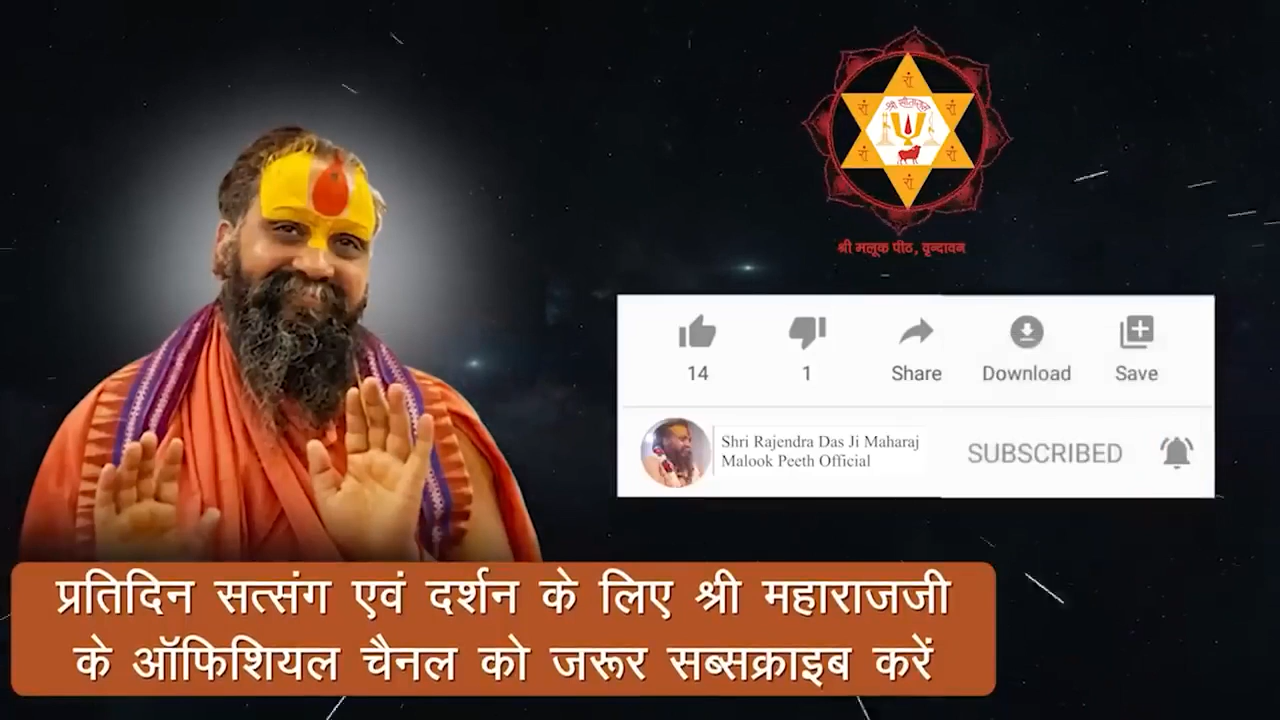 रां
रां
रां
श्री सीताराम
रां
रां
रां
श्री मलूक पीठ, वृन्दावन
14
1
Share
Download
Save
Shri Rajendra Das Ji Maharaj
Malook Peeth Official
SUBSCRIBED
प्रतिदिन सत्संग एवं दर्शन के लिए श्री महाराजजी
के ऑफिशियल चैनल को जरूर सब्सक्राइब करें